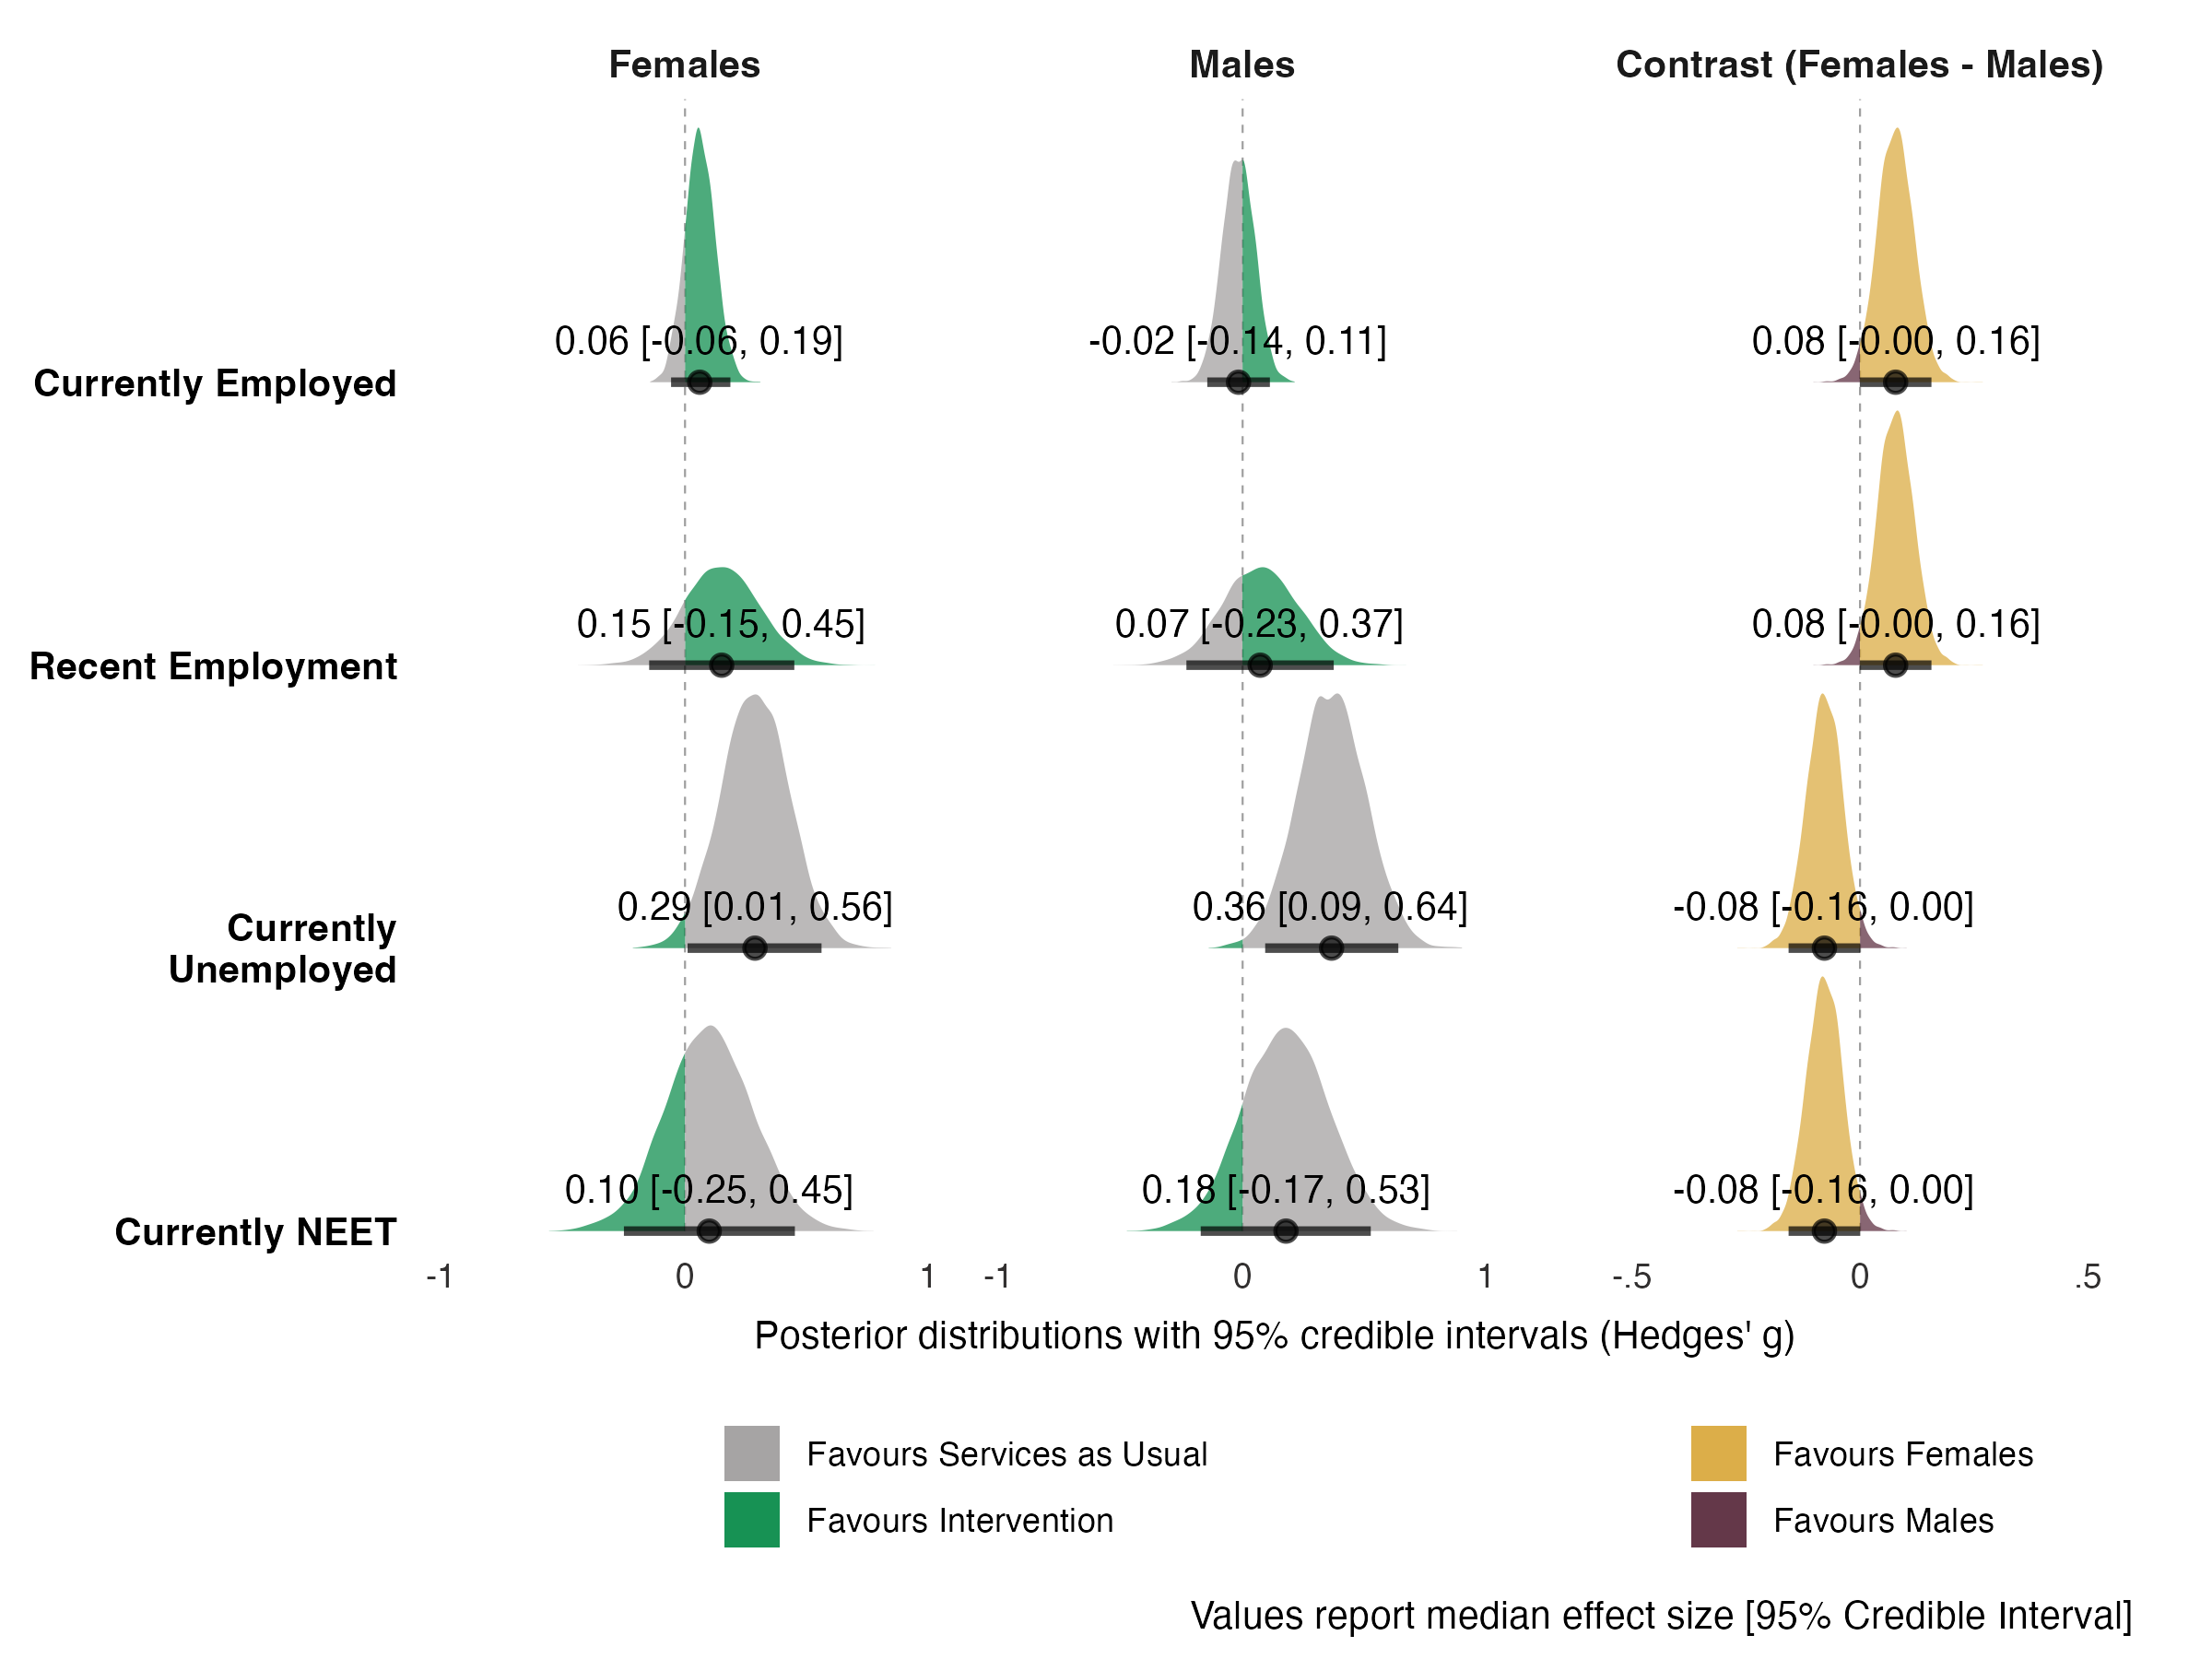 Females Males Contrast (Females - Males)
0.06 [-0.06, 0.19] -0.02 [-0.14, 0.11] 0.08 [-0.00, 0.16]
Currently Employed
0.15 [-0.15, 0.45] 0.07 [-0.23, 0.37] 0.08 [-0.00, 0.16]
Recent Employment
0.29 [0.01, 0.56] 0.36 [0.09, 0.64] -0.08 [-0.16, 0.00]
Currently
Unemployed
0.10 [-0.25, 0.45] 0.18 [-0.17, 0.53] -0.08 [-0.16, 0.00]
Currently NEET
-1 0 1 -1 0 1 -.5 0 .5
Posterior distributions with 95% credible intervals (Hedges' g)
Favours Services as Usual Favours Females
Favours Intervention Favours Males
Values report median effect size [95% Credible Interval]